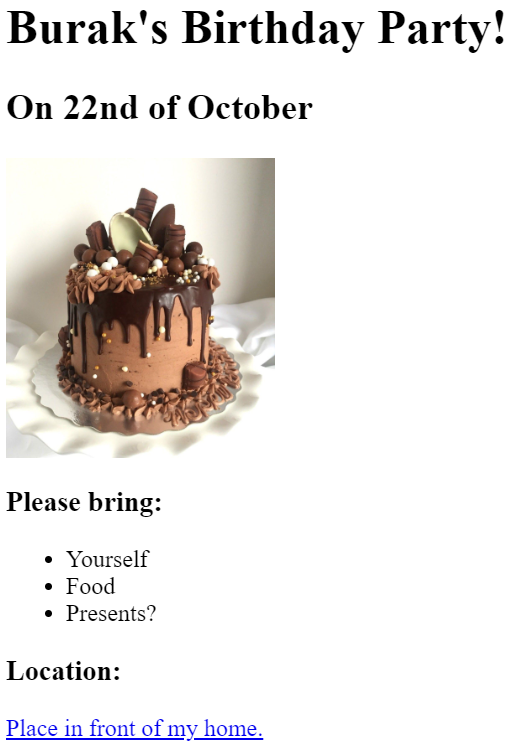 Burak's Birthday Party!
On 22nd of October
Please bring:
Yourself
Food
Presents?
Location:
Place in front of my home.